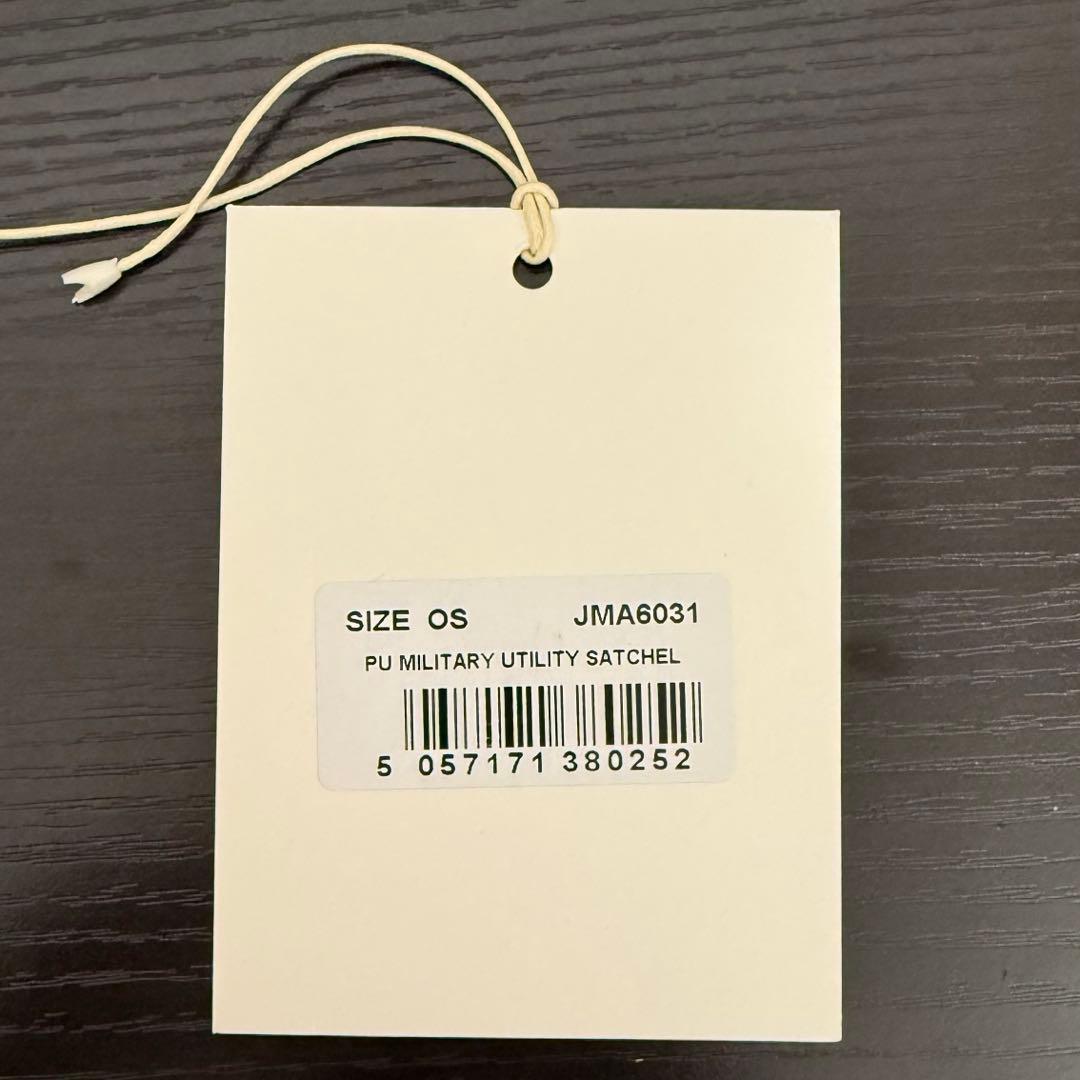 SIZE OS JMA6031
PU MILITARY UTILITY SATCHEL
5 057171 380252